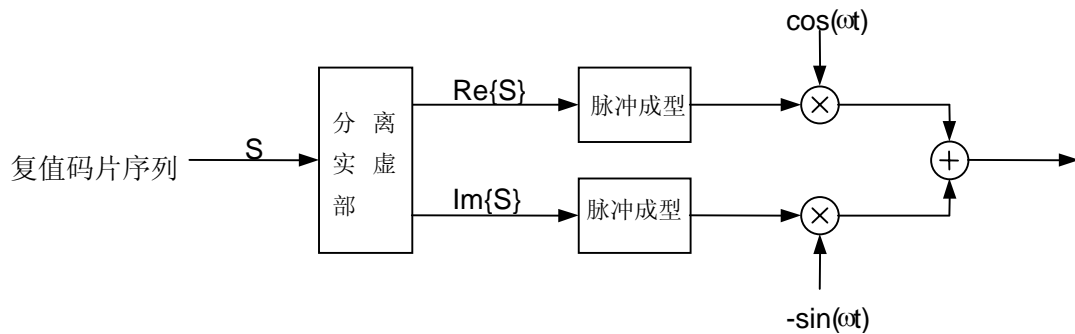 cos(ωt)
Re{S}
脉冲成型
分 离
实 虚
部
S
复值码片序列
Im{S}
脉冲成型
-sin(ωt)